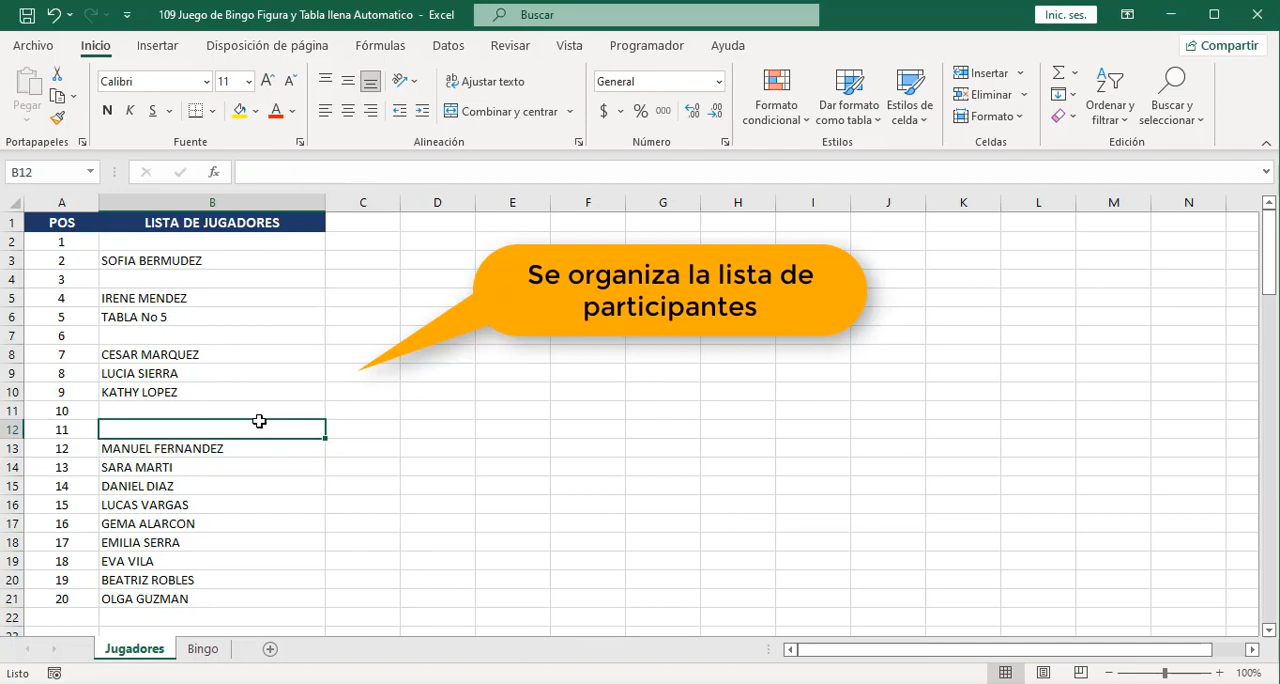 109 Juego de Bingo Figura y Tabla llena Automatico - Excel
Buscar
Inic. ses.
Archivo Inicio Insertar Disposición de página Fórmulas Datos Revisar Vista Programador Ayuda
Compartir
Pegar
Calibri 11
N K S
Ajustar texto
Combinar y centrar
General
$ % 000
Formato condicional
Dar formato como tabla
Estilos de celda
Insertar
Eliminar
Formato
Ordenar y filtrar
Buscar y seleccionar
Portapapeles Fuente Alineación Número Estilos Celdas Edición
B12 fx
A B C D E F G H I J K L M N
1 POS LISTA DE JUGADORES
2 1
3 2 SOFIA BERMUDEZ
4 3
5 4 IRENE MENDEZ
6 5 TABLA No 5
7 6
8 7 CESAR MARQUEZ
9 8 LUCIA SIERRA
10 9 KATHY LOPEZ
11 10
12 11
13 12 MANUEL FERNANDEZ
14 13 SARA MARTI
15 14 DANIEL DIAZ
16 15 LUCAS VARGAS
17 16 GEMA ALARCON
18 17 EMILIA SERRA
19 18 EVA VILA
20 19 BEATRIZ ROBLES
21 20 OLGA GUZMAN
22
Se organiza la lista de
participantes
Jugadores Bingo
Listo
100%